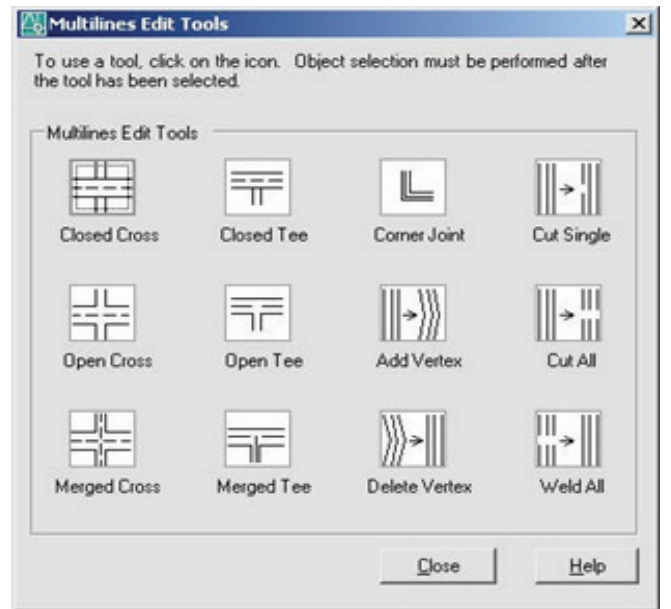 Multilines Edit Tools
To use a tool, click on the icon. Object selection must be performed after
the tool has been selected.
Multilines Edit Tools
Closed Cross Closed Tee Corner Joint Cut Single
Open Cross Open Tee Add Vertex Cut All
Merged Cross Merged Tee Delete Vertex Weld All
Close Help